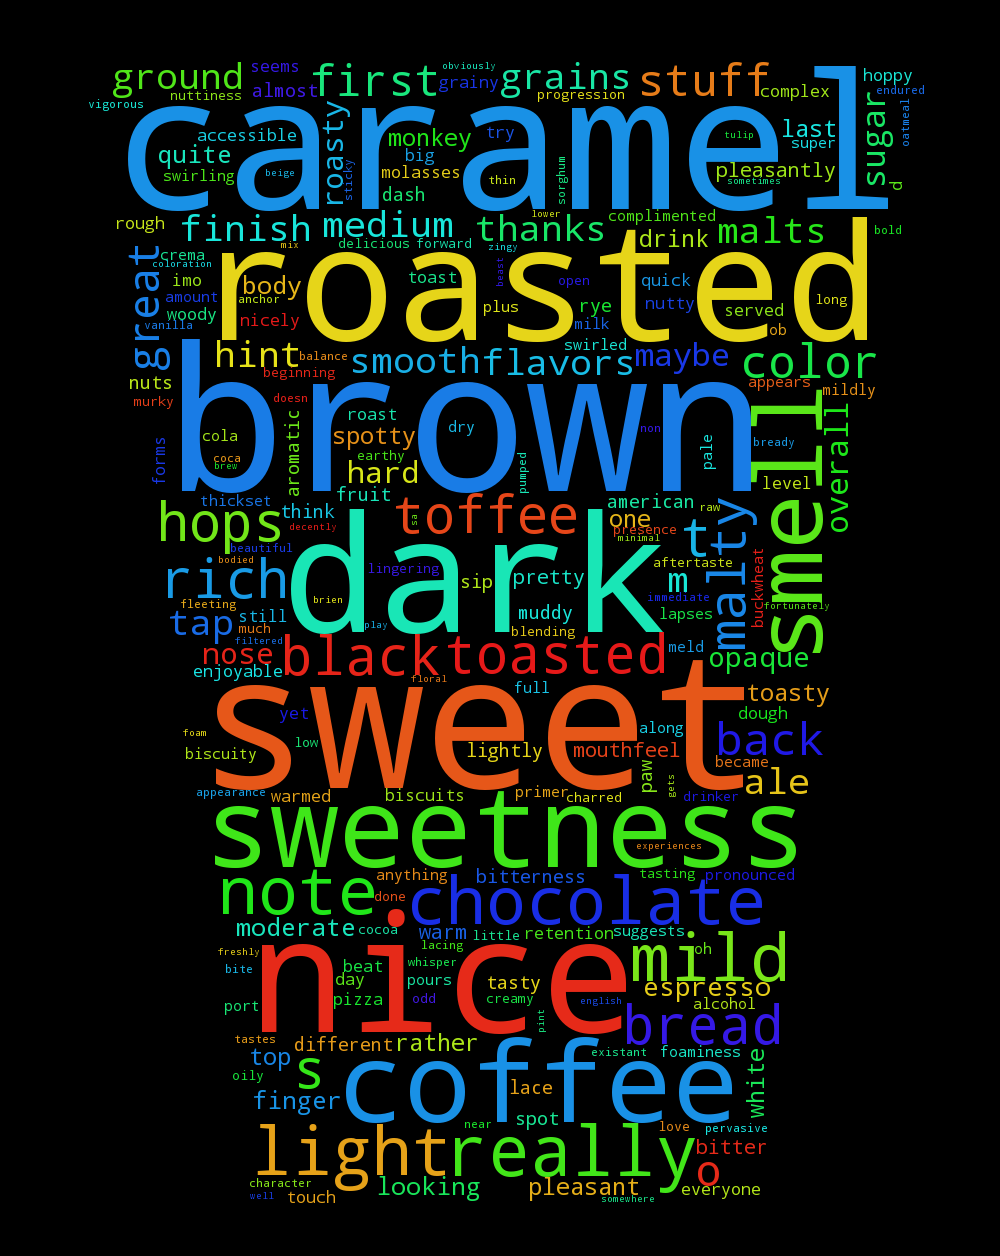 obviously
seems
ground
first
grainy
grains
stuff
hoppy
nuttiness
almost
progression
complex
endured
vigorous
caramel
sugar
oatmeal
accessible
roasty
monkey
try
tulip
last
super
quite
big
swirling
beige
sticky
molasses
thin
sorghum
pleasantly
sometimes
dash
d
rough
finish
medium
thanks
lower
complimented
drink
malts
bold
crema
great
mix
delicious
forward
zingy
coloration
roasted
imo
body
toast
beast
open
quick
amount
anchor
plus
rye
nutty
long
woody
nicely
milk
served
vanilla
swirled
ob
hint
balance
smooth
flavors
maybe
color
beginning
nuts
appears
mildly
murky
brown
doesn
smell
overall
cola
aromatic
roast
spotty
dry
non
pale
bready
forms
coca
brew
earthy
hard
pumped
level
thickset
fruit
american
raw
hops
think
toffee
sa
one
t
malty
decently
presence
minimal
beautiful
dark
bodied
rich
lingering
sip
pretty
m
aftertaste
buckwheat
immediate
fleeting
brien
muddy
lapses
fortunately
tap
still
much
play
blending
filtered
nose
black
toasted
meld
opaque
enjoyable
floral
full
sweet
toasty
yet
dough
foam
low
along
back
biscuity
lightly
mouthfeel
became
paw
gets
ale
appearance
warmed
biscuits
primer
charred
drinker
sweetness
experiences
anything
bitterness
tasting
pronounced
note
done
chocolate
moderate
cocoa
warm
little
retention
suggests
freshly
lacing
nice
oh
mild
bite
beat
whisper
day
pours
tasty
espresso
port
pizza
odd
creamy
english
alcohol
pint
bread
tastes
different
rather
top
s
coffee
existant
foaminess
white
oily
finger
lace
spot
near
love
pervasive
light
really
bitter
o
character
looking
pleasant
everyone
well
touch
somewhere